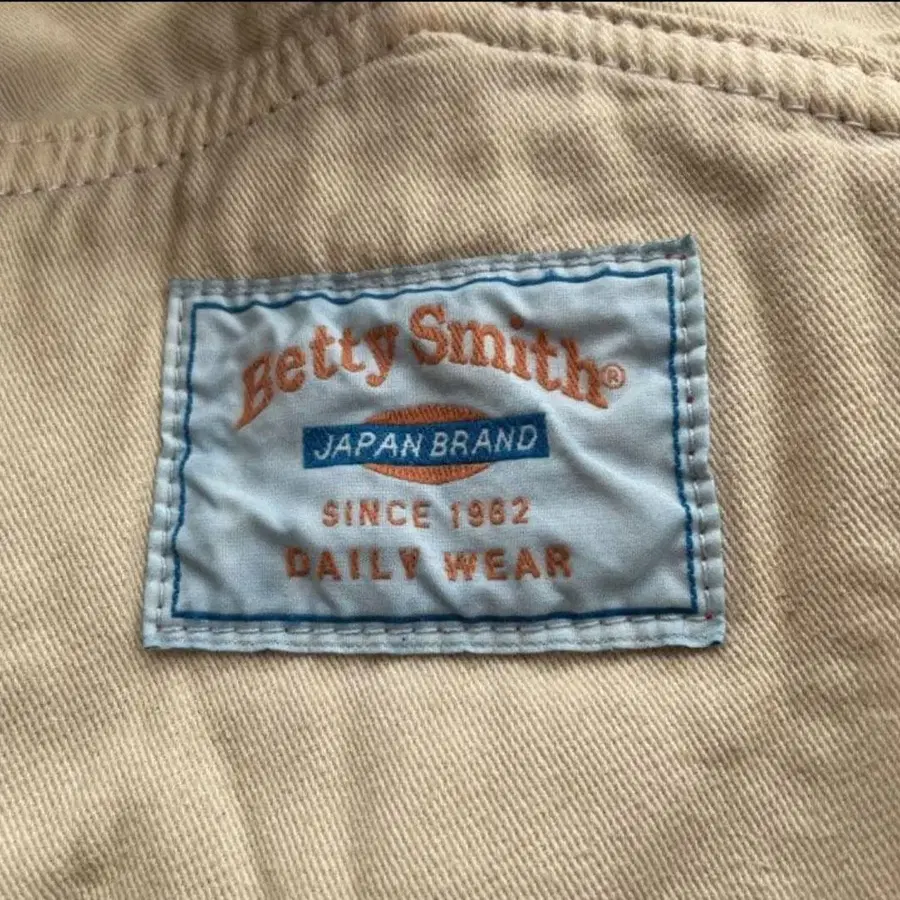 Betty Smith®
JAPAN BRAND
SINCE 1962
DAILY WEAR